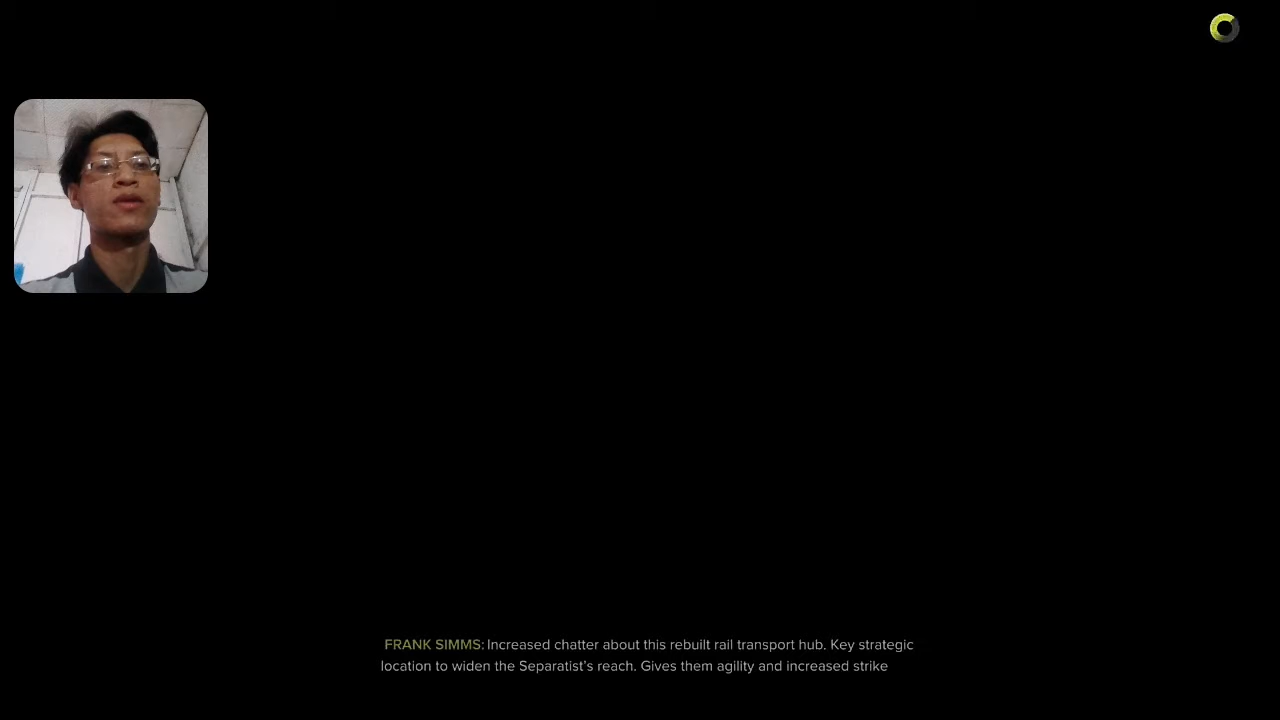 FRANK SIMMS: Increased chatter about this rebuilt rail transport hub. Key strategic
location to widen the Separatist's reach. Gives them agility and increased strike